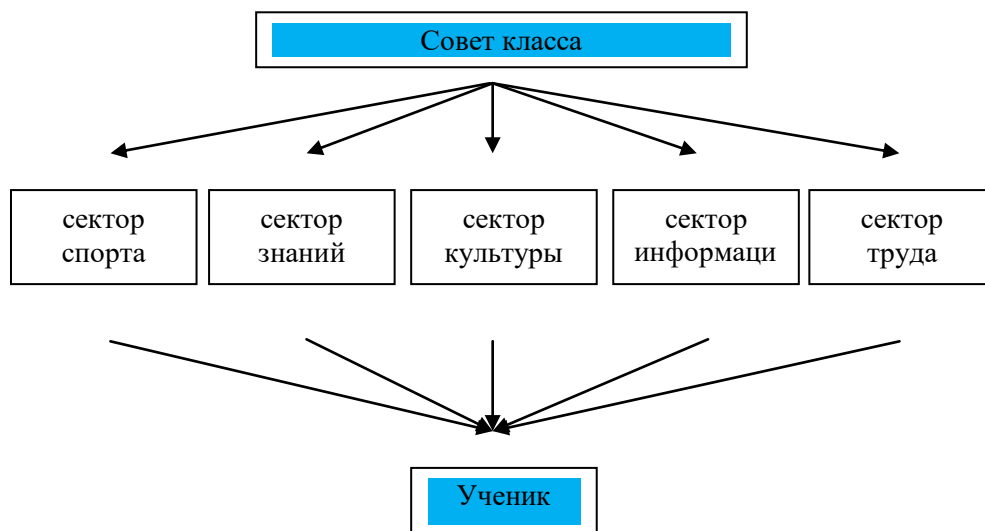 Совет класса
сектор
спорта
сектор
знаний
сектор
культуры
сектор
информаци
сектор
труда
Ученик